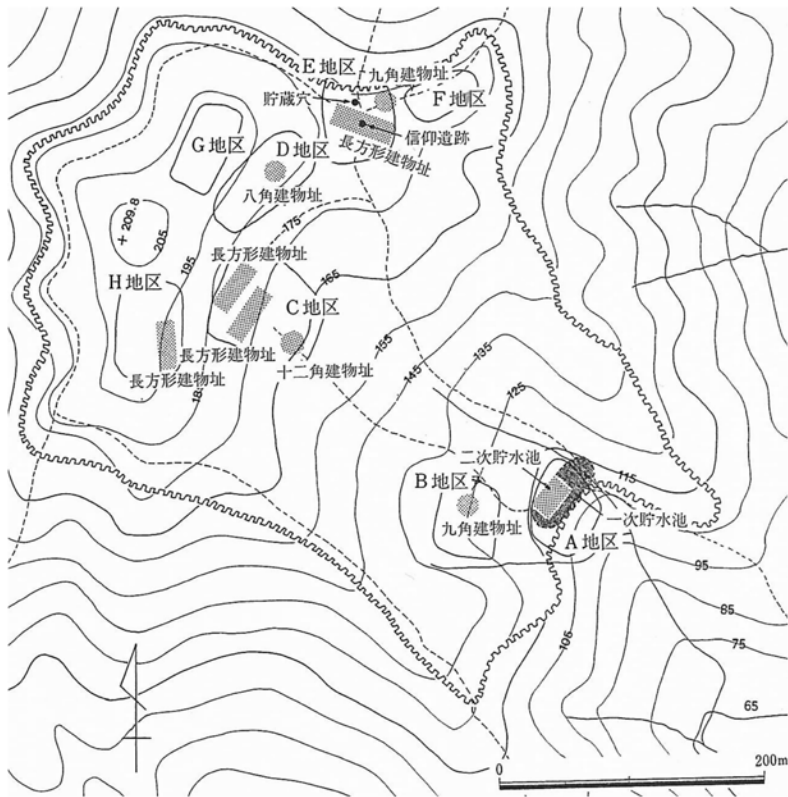 E地区
九角建物址
貯蔵穴
F地区
信仰遺跡
長方形建物址
G地区
D地区
八角建物址
+ 209.8
205
175
195
長方形建物址
165
H地区
C地区
長方形建物址
十二角建物址
長方形建物址
18
155
145
135
125
二次貯水池
115
B地区
一次貯水池
九角建物址
A地区
95
105
85
75
65
200m
0